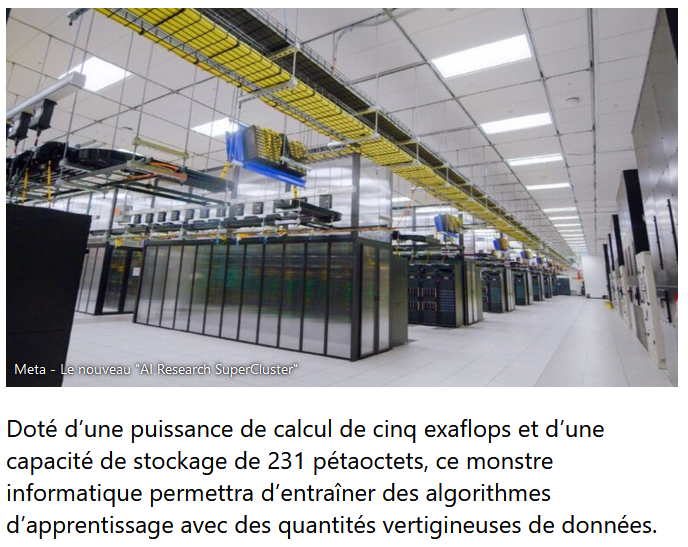 Meta - Le nouveau "AI Research SuperCluster"
Doté d’une puissance de calcul de cinq exaflops et d’une
capacité de stockage de 231 pétaoctets, ce monstre
informatique permettra d’entraîner des algorithmes
d’apprentissage avec des quantités vertigineuses de données.